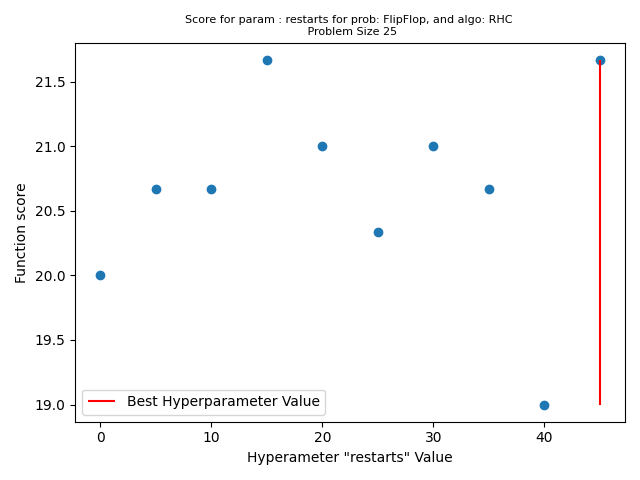 Score for param : restarts for prob: FlipFlop, and algo: RHC
Problem Size 25
21.5
21.0
20.5
20.0
19.5
19.0
Function score
Best Hyperparameter Value
0 10 20 30 40
Hyperameter "restarts" Value